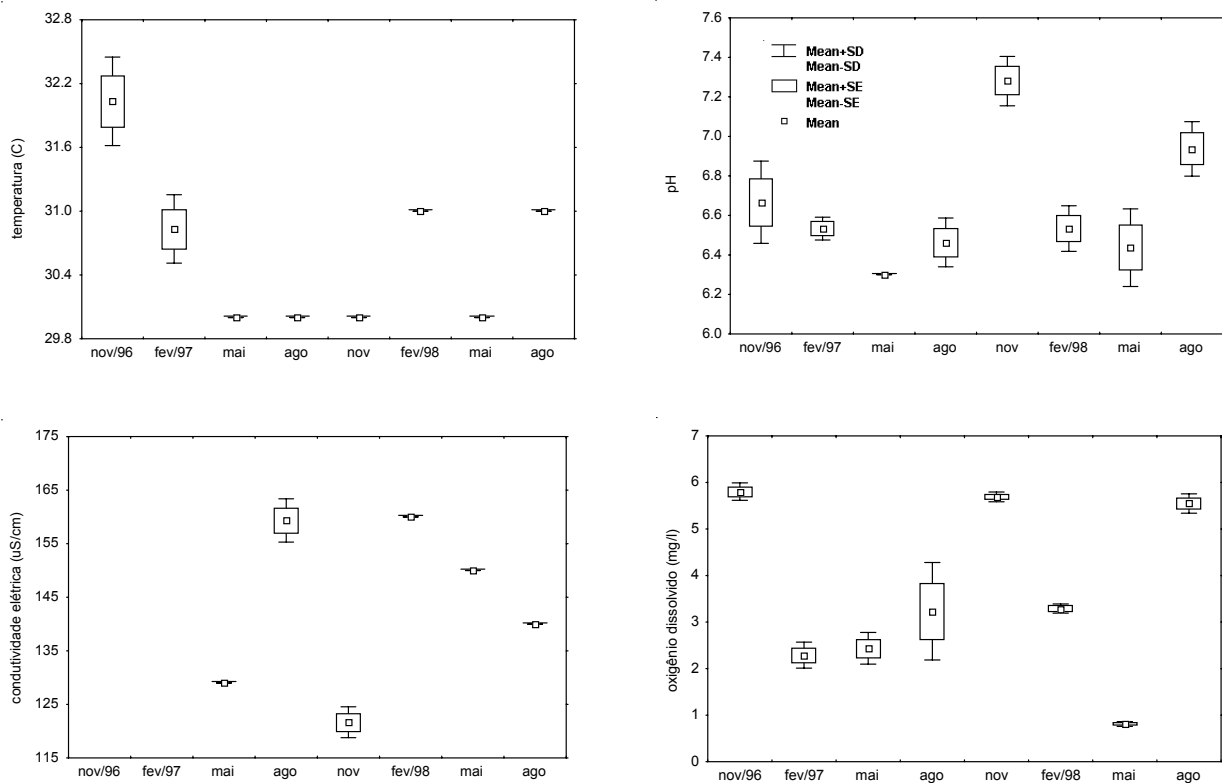 temperatura (C)
32.8
32.2
31.6
31.0
30.4
29.8
nov/96 fev/97 mai ago nov fev/98 mai ago
pH
7.6
7.4
7.2
7.0
6.8
6.6
6.4
6.2
6.0
Mean+SD
Mean-SD
Mean+SE
Mean-SE
Mean
nov/96 fev/97 mai ago nov fev/98 mai ago
condutividade elétrica (uS/cm)
175
165
155
145
135
125
115
nov/96 fev/97 mai ago nov fev/98 mai ago
oxigênio dissolvido (mg/l)
7
6
5
4
3
2
1
0
nov/96 fev/97 mai ago nov fev/98 mai ago